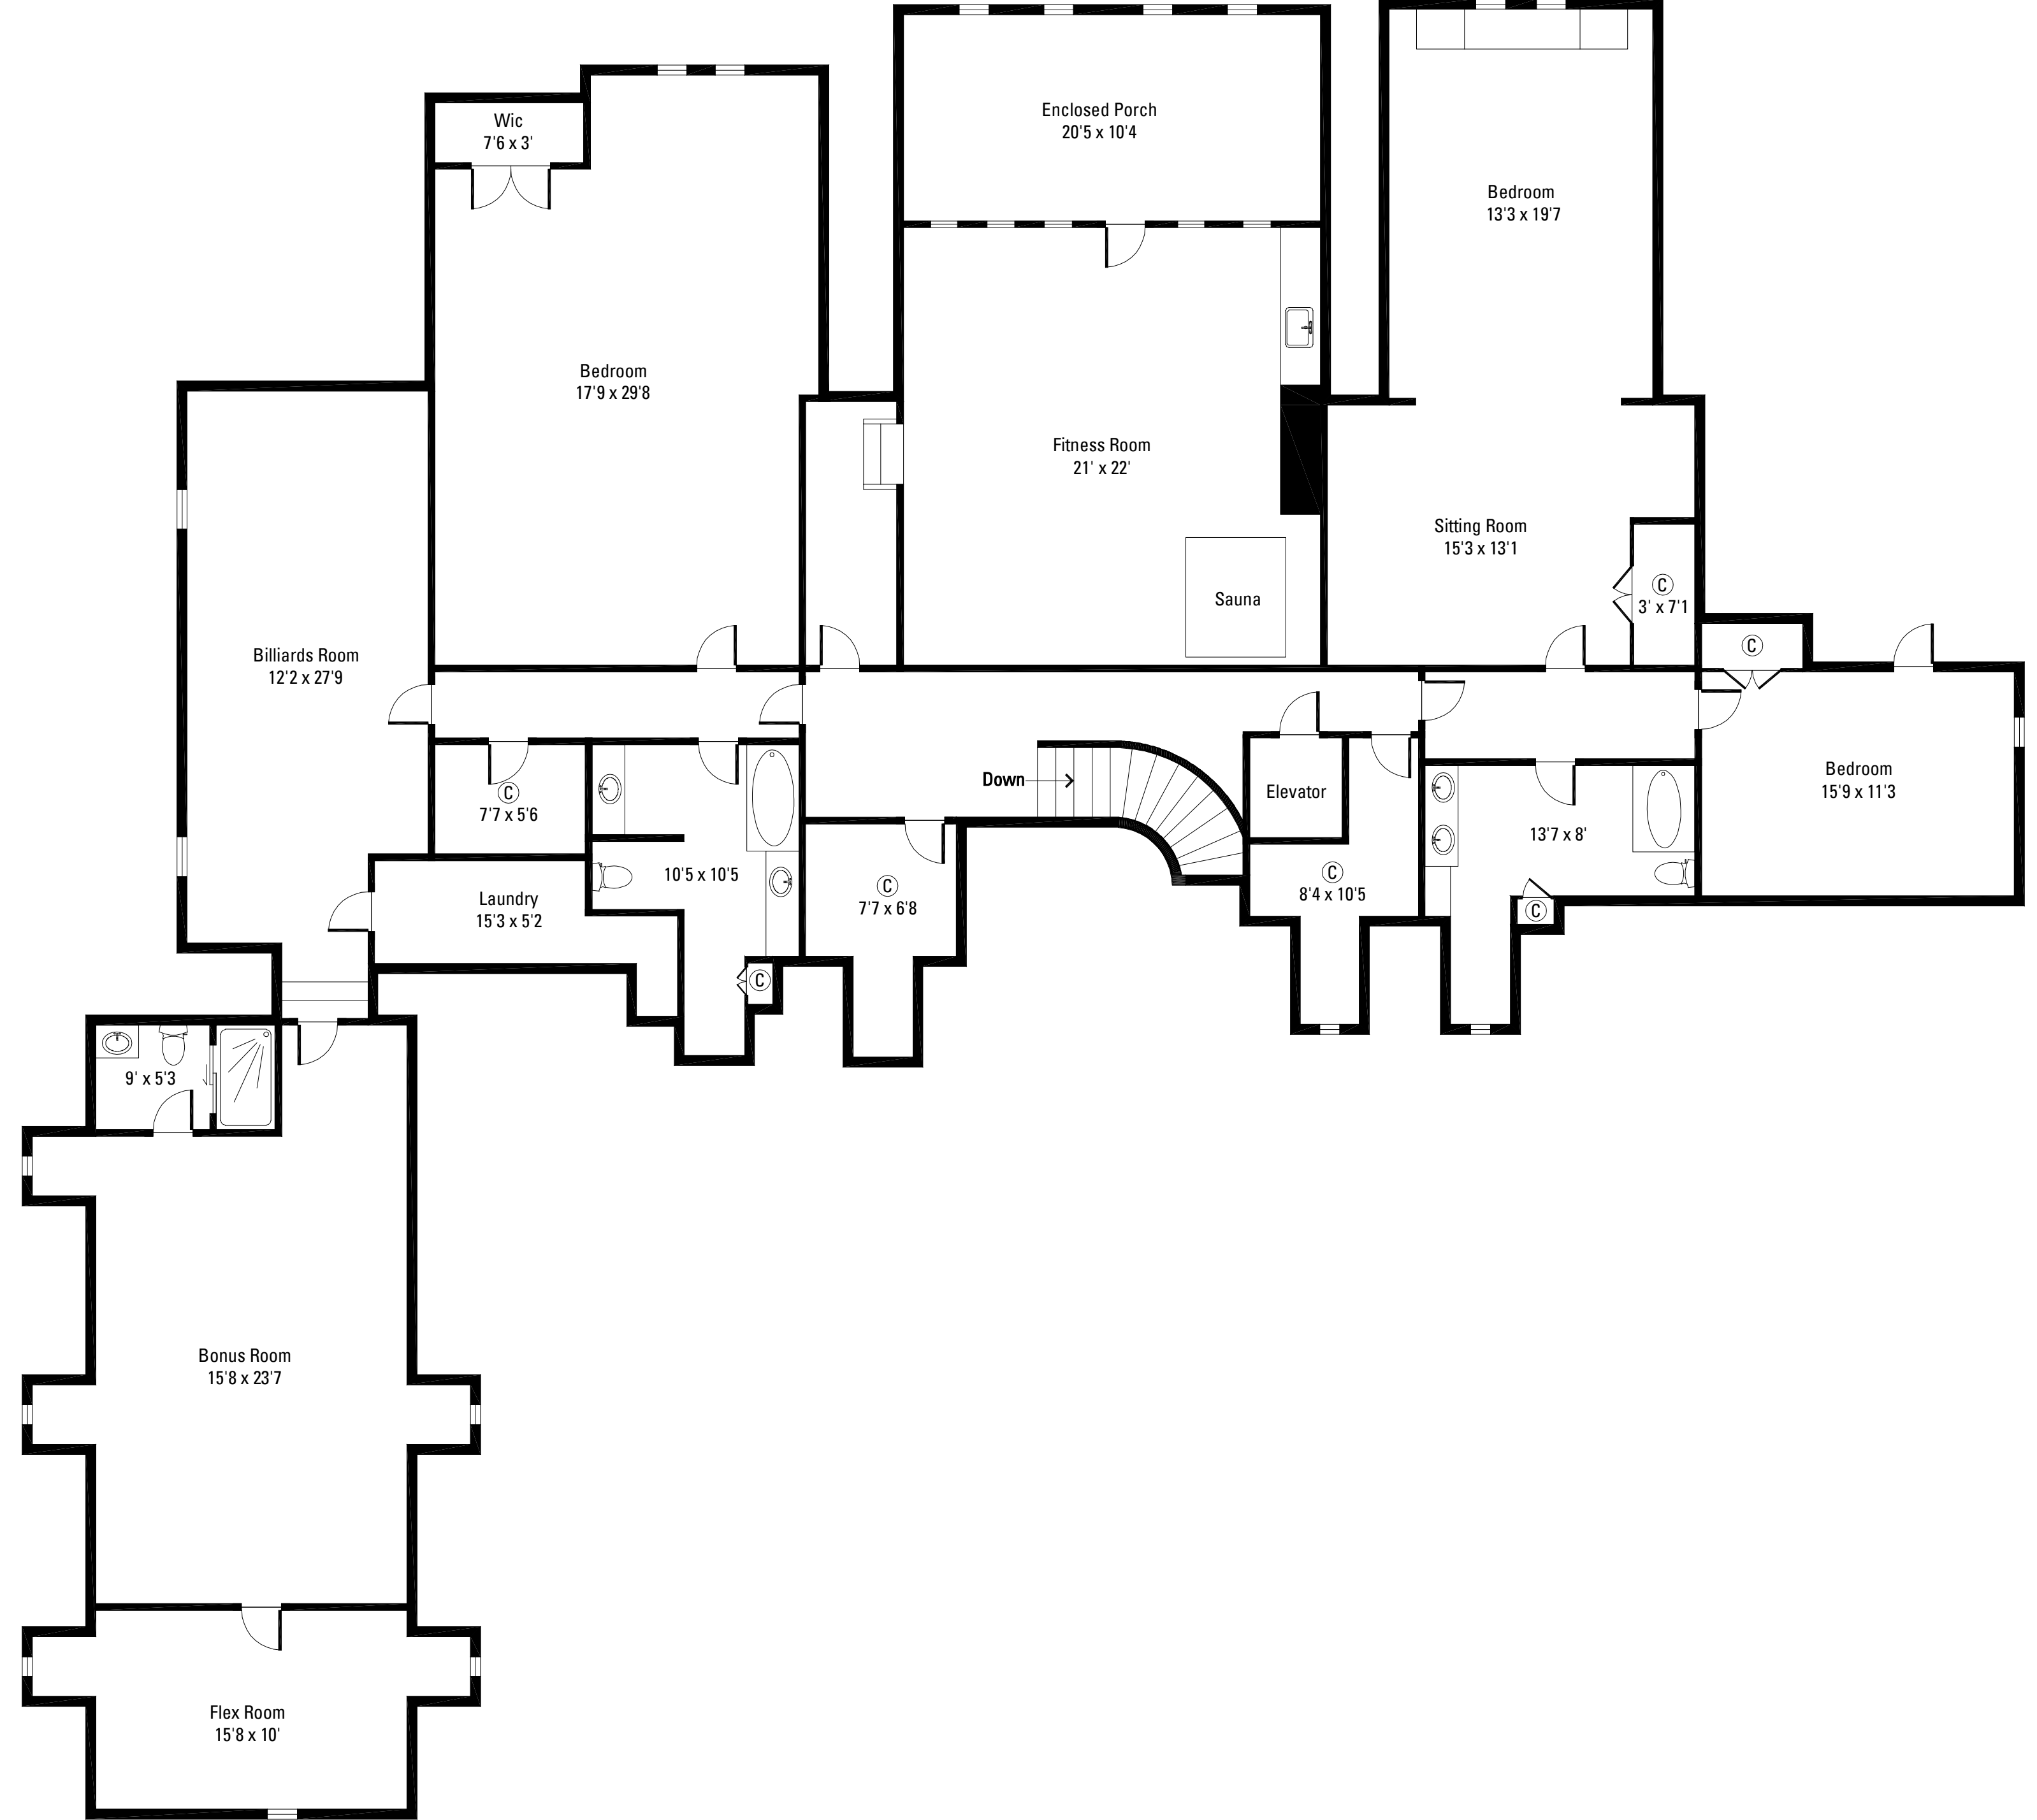 Enclosed Porch
20'5 x 10'4
Wic
7'6 x 3'
Bedroom
13'3 x 19'7
Bedroom
17'9 x 29'8
Fitness Room
21' x 22'
Sitting Room
15'3 x 13'1
C
3' x 7'1
Sauna
C
Billiards Room
12'2 x 27'9
Down
Elevator
Bedroom
15'9 x 11'3
C
7'7 x 5'6
13'7 x 8'
10'5 x 10'5
C
8'4 x 10'5
C
7'7 x 6'8
Laundry
15'3 x 5'2
C
C
9' x 5'3
Bonus Room
15'8 x 23'7
Flex Room
15'8 x 10'